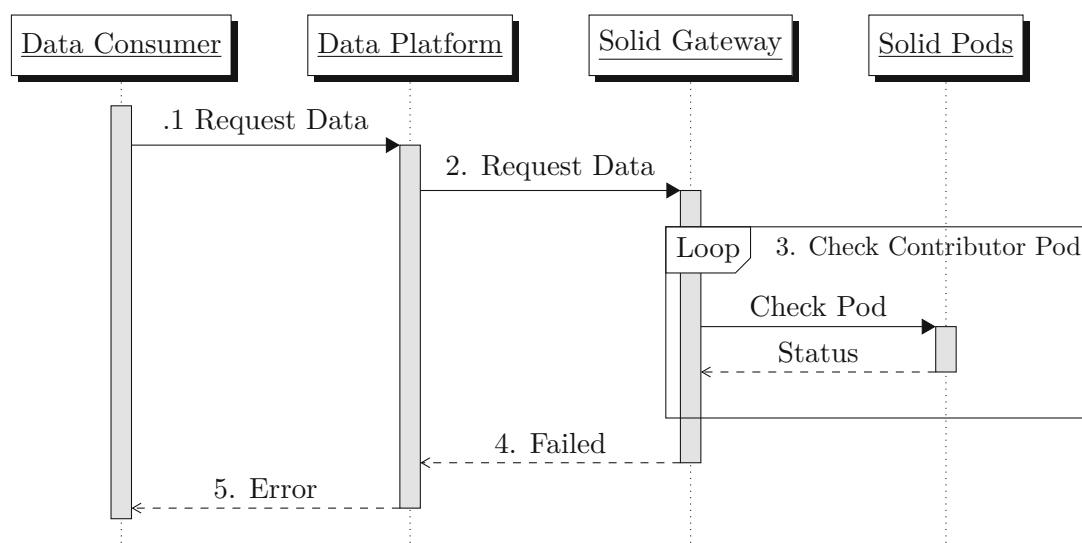 Data Consumer
Data Platform
Solid Gateway
Solid Pods
.1 Request Data
2. Request Data
Loop
3. Check Contributor Pod
Check Pod
Status
4. Failed
5. Error